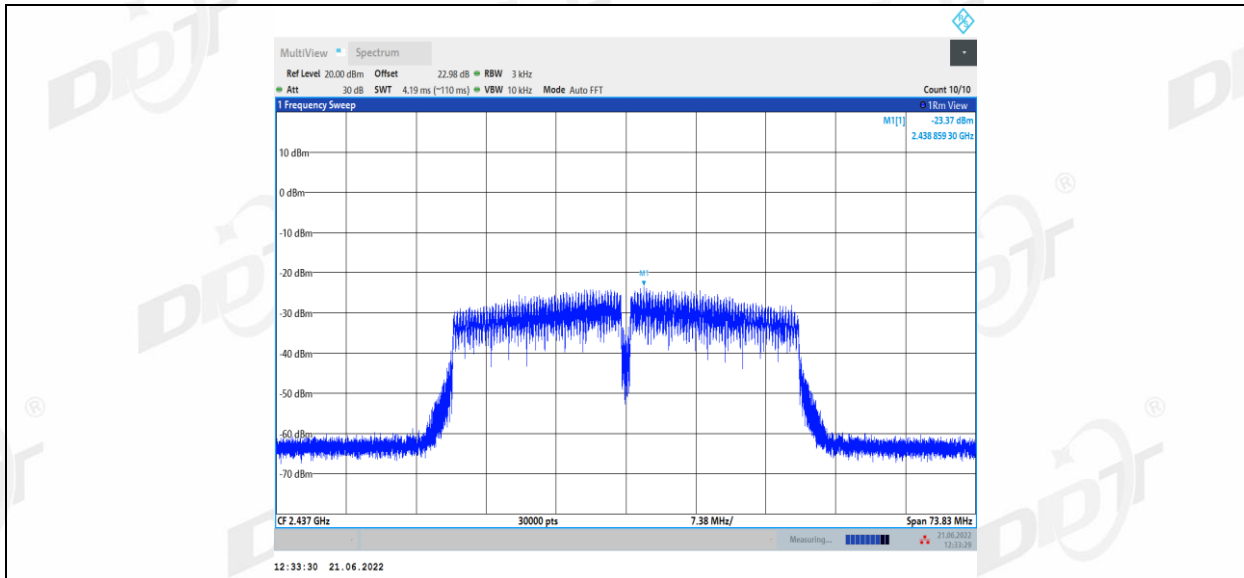 MultiView Spectrum
Ref Level 20.00 dBm Offset 22.98 dB RBW 3 kHz
Att 30 dB SWT 4.19 ms (~110 ms) VBW 10 kHz Mode Auto FFT Count 10/10
1 Frequency Sweep 1Rm View
M1[1] -23.37 dBm
2.438 859 30 GHz
10 dBm
0 dBm
-10 dBm
-20 dBm
M1
-30 dBm
-40 dBm
-50 dBm
-60 dBm
-70 dBm
CF 2.437 GHz 30000 pts 7.38 MHz/ Span 73.83 MHz
Measuring... 21.06.2022
12:33:29
12:33:30 21.06.2022
DDT
®